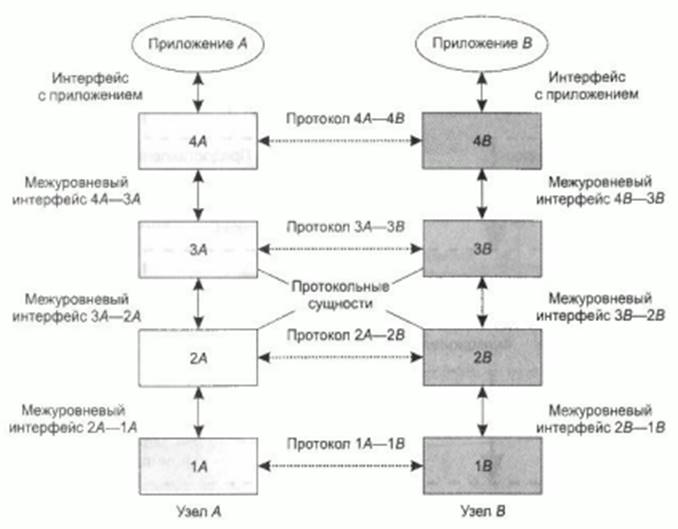 Приложение A
Приложение B
Интерфейс
с приложением
Интерфейс
с приложением
Протокол 4A—4B
4A
4B
Межуровневый
интерфейс 4A—3A
Межуровневый
интерфейс 4B—3B
Протокол 3A—3B
3A
3B
Протокольные
сущности
Межуровневый
интерфейс 3A—2A
Межуровневый
интерфейс 3B—2B
Протокол 2A—2B
2A
2B
Межуровневый
интерфейс 2A—1A
Межуровневый
интерфейс 2B—1B
Протокол 1A—1B
1A
1B
Узел A
Узел B